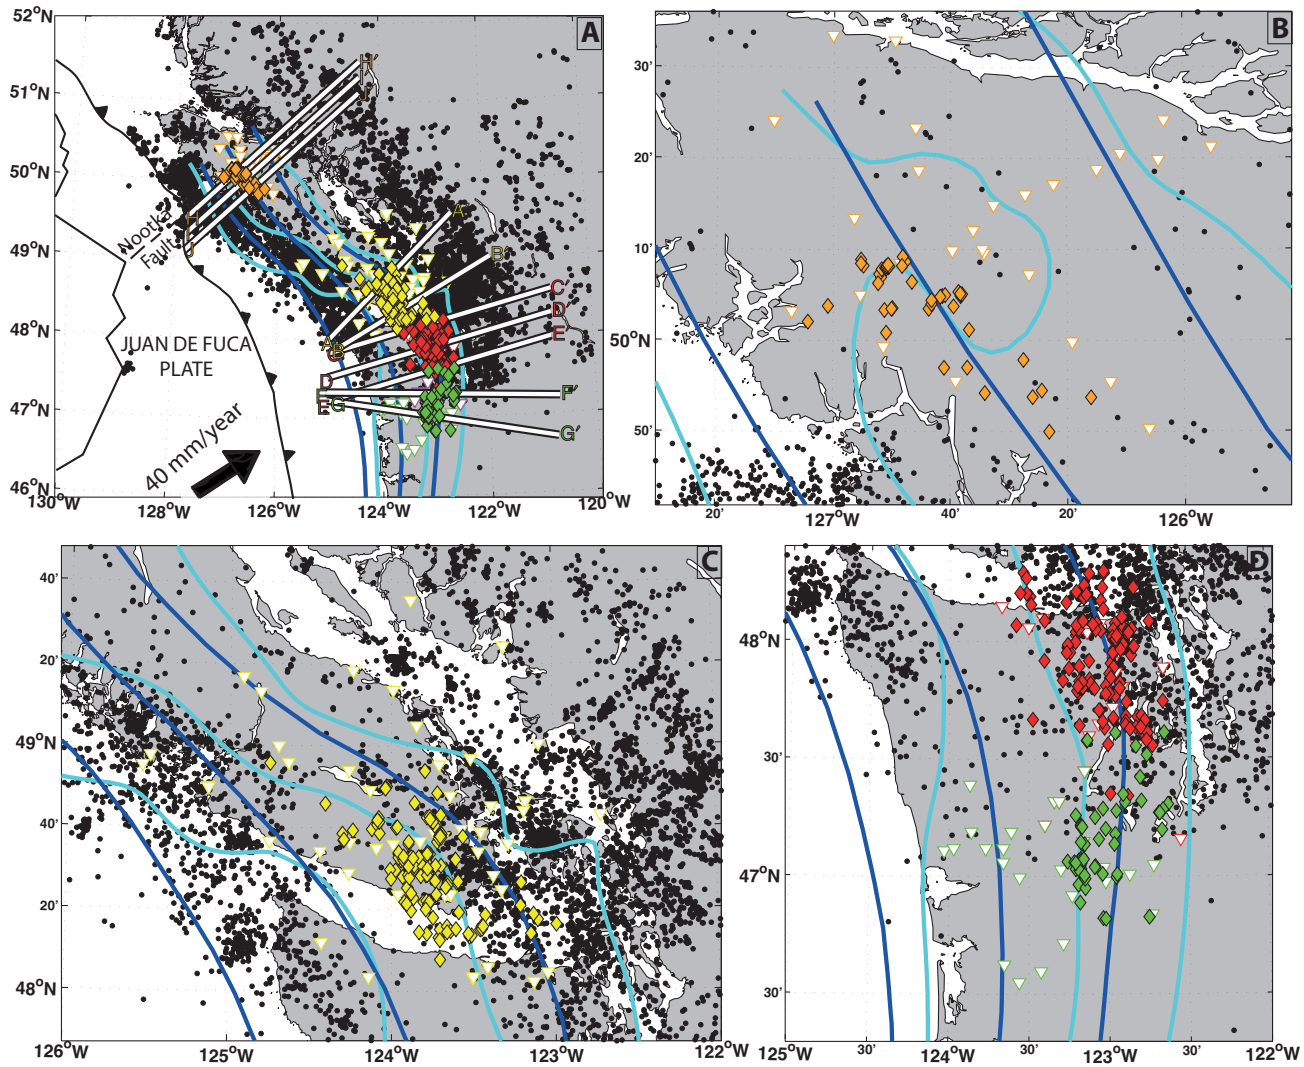 52°N
51°N
50°N
49°N
48°N
47°N
46°N
130°W
128°W
126°W
124°W
122°W
120°W
A
H'
I'
J'
H
J
Nootka
Fault
JUAN DE FUCA
PLATE
40 mm/year
A'
B'
C'
D'
E'
F'
G'
A
B
C
D
E
F
G
B
30'
20'
10'
50°N
50'
20'
127°W
40'
20'
126°W
C
40'
20'
49°N
40'
20'
48°N
126°W
125°W
124°W
123°W
122°W
D
48°N
30'
47°N
30'
125°W
30'
124°W
30'
123°W
30'
122°W